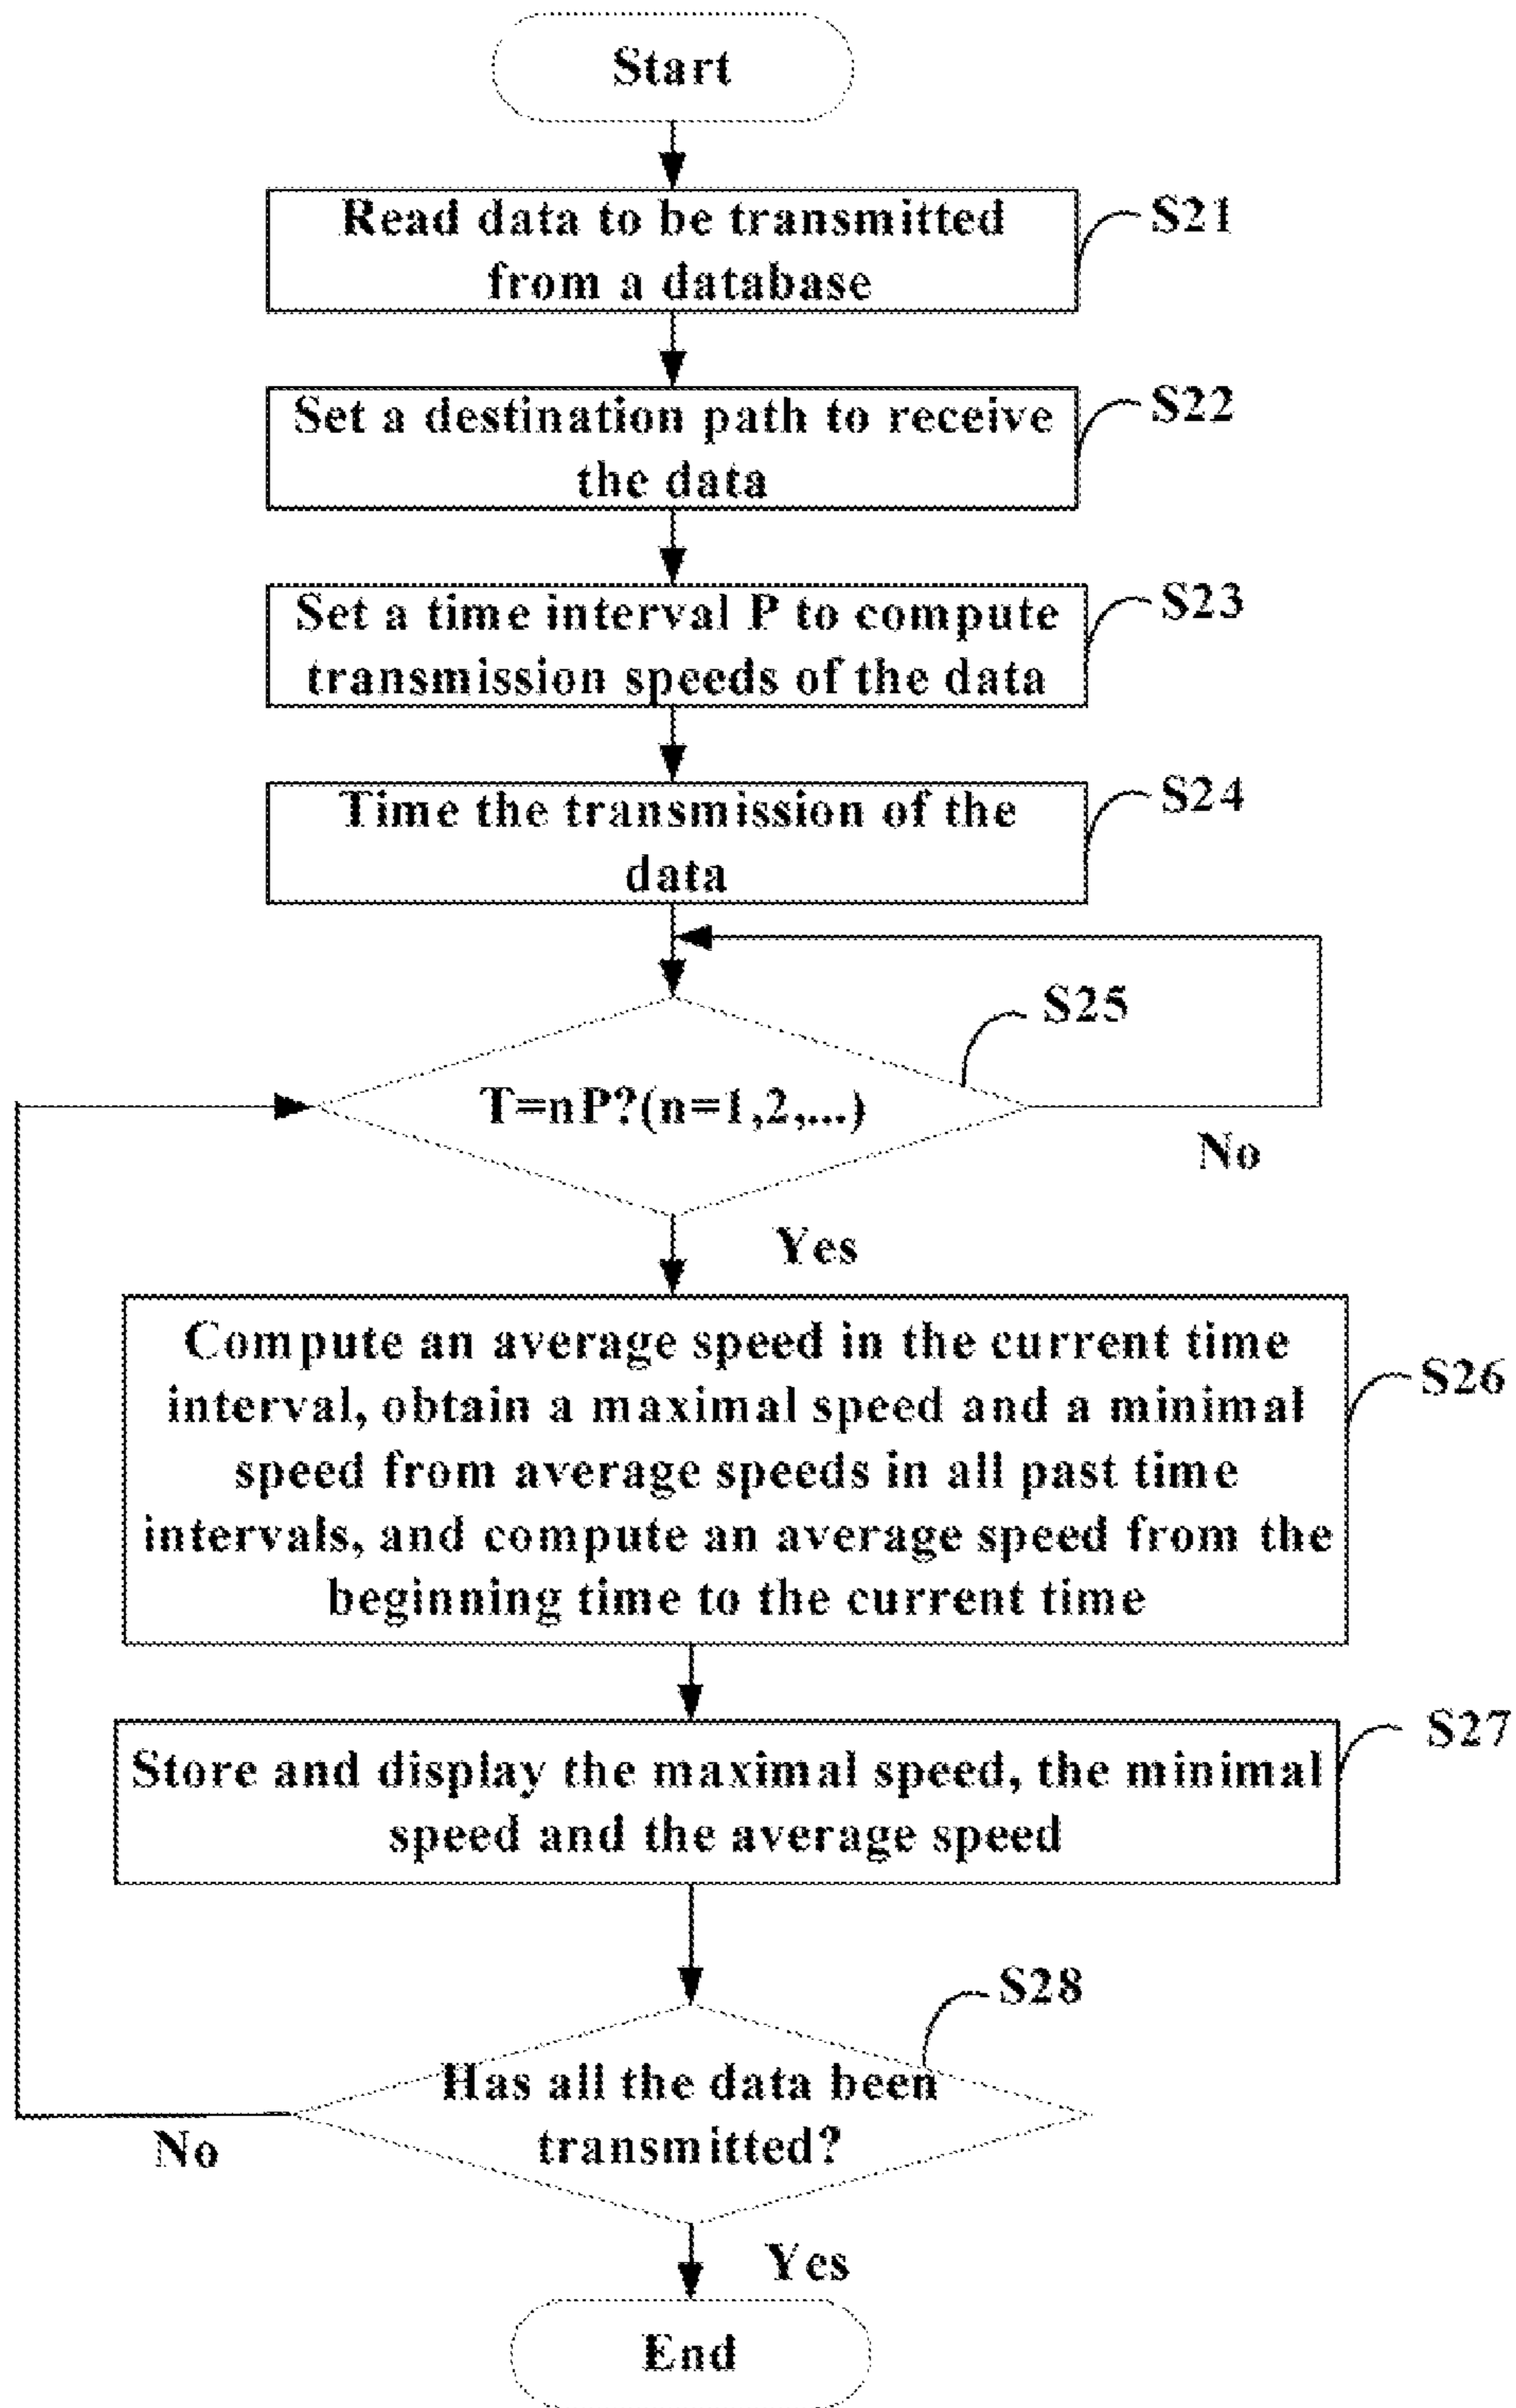 Start
Read data to be transmitted
from a database
S21
Set a destination path to receive
the data
S22
Set a time interval P to compute
transmission speeds of the data
S23
Time the transmission of the
data
S24
T=nP?(n=1,2,...)
S25
No
Yes
Compute an average speed in the current time
interval, obtain a maximal speed and a minimal
speed from average speeds in all past time
intervals, and compute an average speed from the
beginning time to the current time
S26
Store and display the maximal speed, the minimal
speed and the average speed
S27
Has all the data been
transmitted?
S28
No
Yes
End